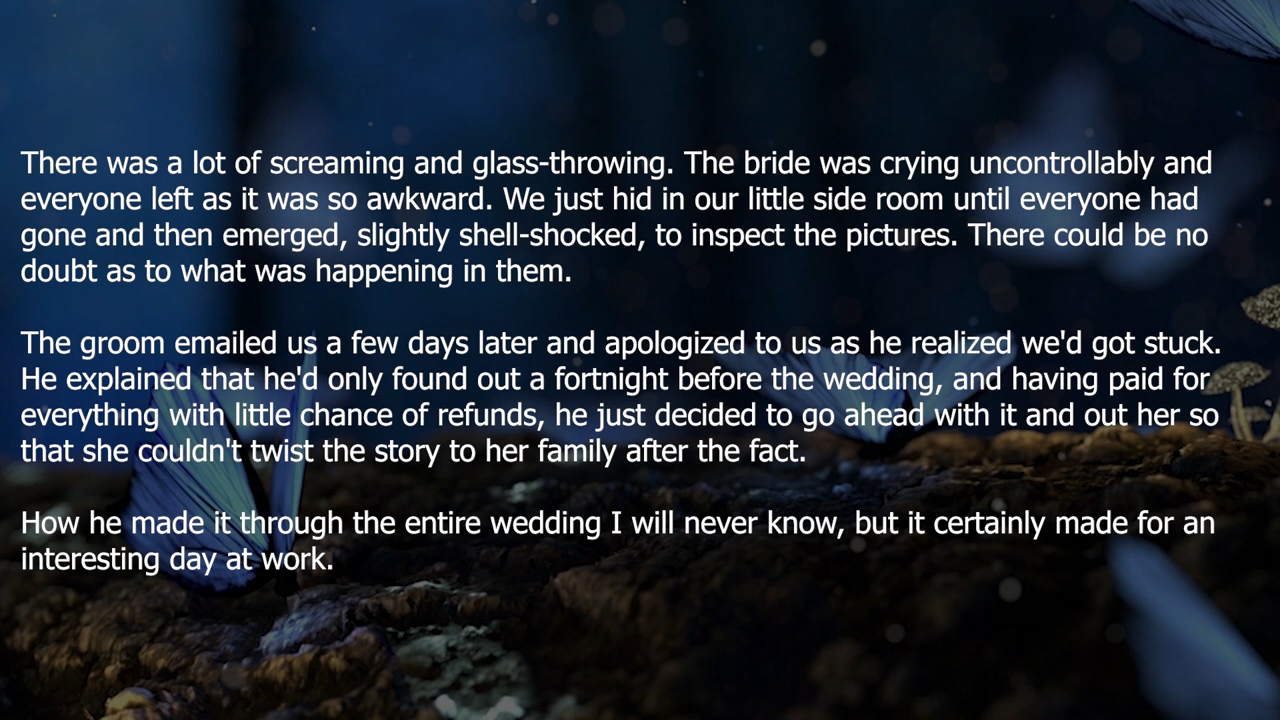 There was a lot of screaming and glass-throwing. The bride was crying uncontrollably and
everyone left as it was so awkward. We just hid in our little side room until everyone had
gone and then emerged, slightly shell-shocked, to inspect the pictures. There could be no
doubt as to what was happening in them.
The groom emailed us a few days later and apologized to us as he realized we'd got stuck.
He explained that he'd only found out a fortnight before the wedding, and having paid for
everything with little chance of refunds, he just decided to go ahead with it and out her so
that she couldn't twist the story to her family after the fact.
How he made it through the entire wedding I will never know, but it certainly made for an
interesting day at work.